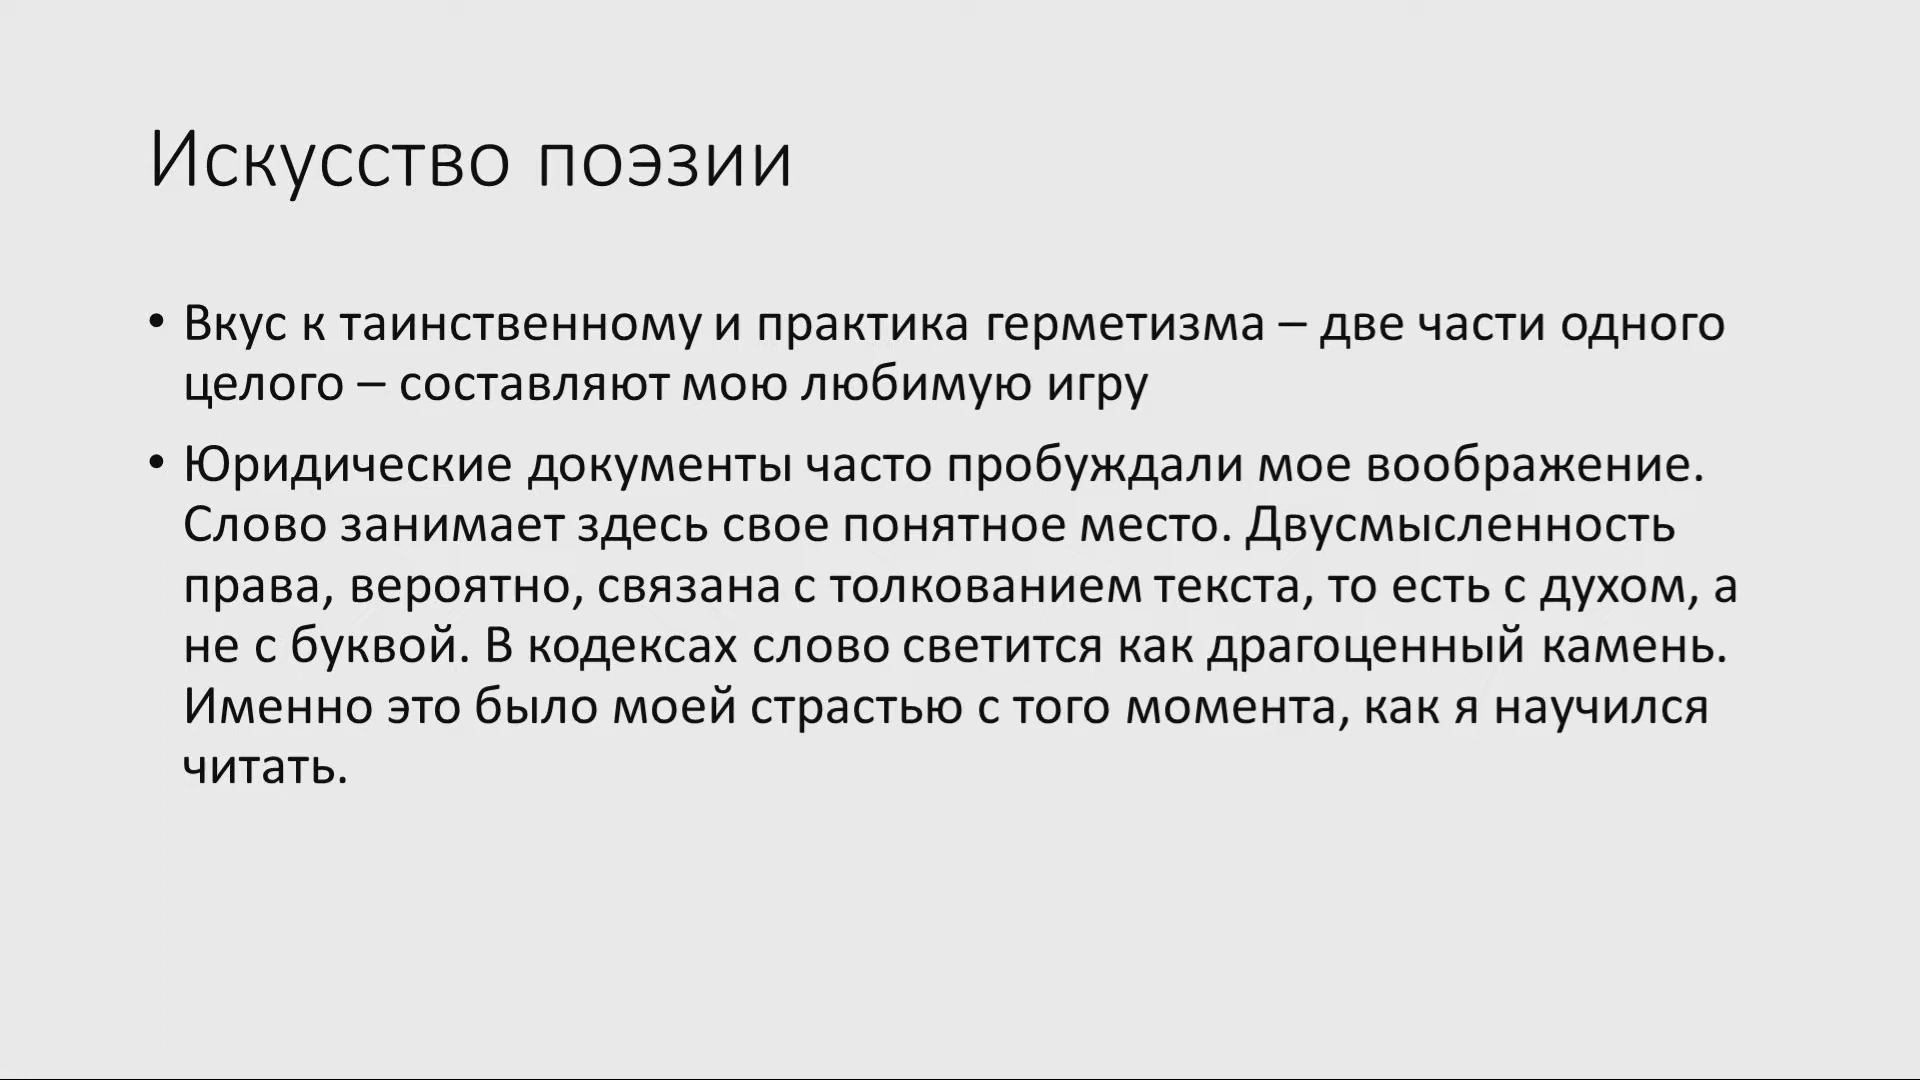 Искусство поэзии
• Вкус к таинственному и практика герметизма – две части одного
целого – составляют мою любимую игру
• Юридические документы часто пробуждали мое воображение.
Слово занимает здесь свое понятное место. Двусмысленность
права, вероятно, связана с толкованием текста, то есть с духом, а
не с буквой. В кодексах слово светится как драгоценный камень.
Именно это было моей страстью с того момента, как я научился
читать.